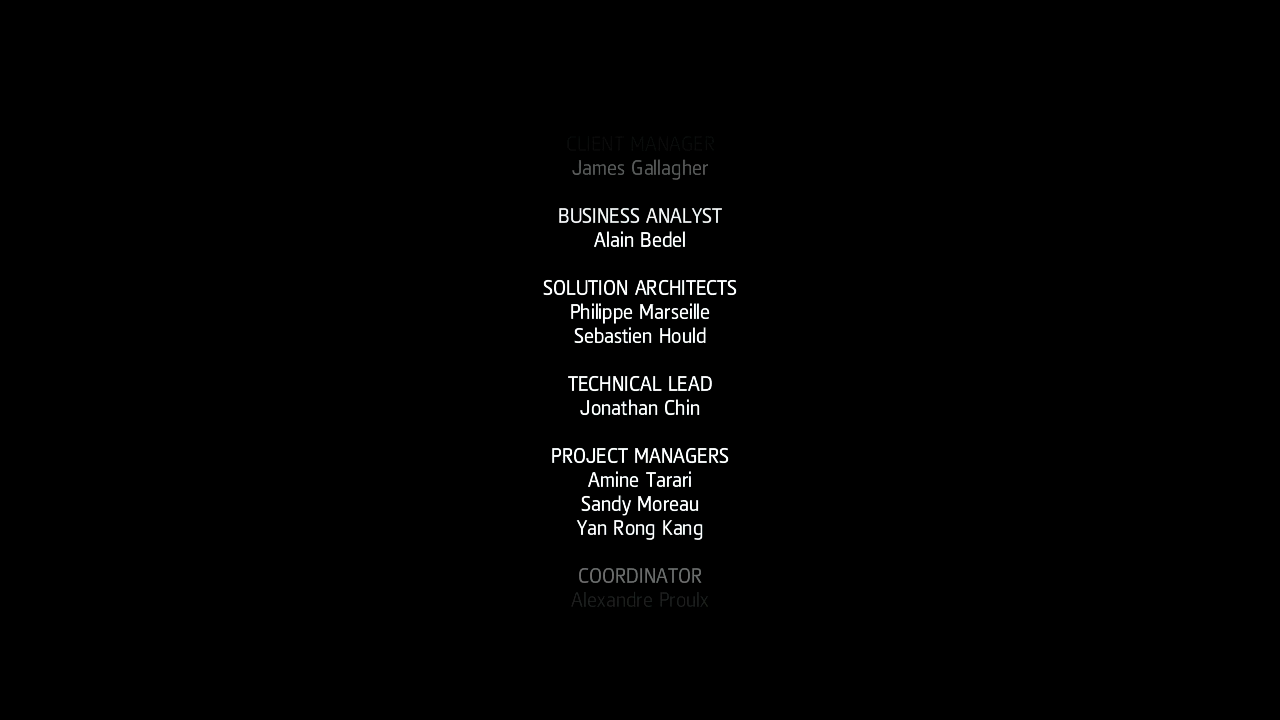 CLIENT MANAGER
James Gallagher
BUSINESS ANALYST
Alain Bedel
SOLUTION ARCHITECTS
Philippe Marseille
Sebastien Hould
TECHNICAL LEAD
Jonathan Chin
PROJECT MANAGERS
Amine Tarari
Sandy Moreau
Yan Rong Kang
COORDINATOR
Alexandre Proulx